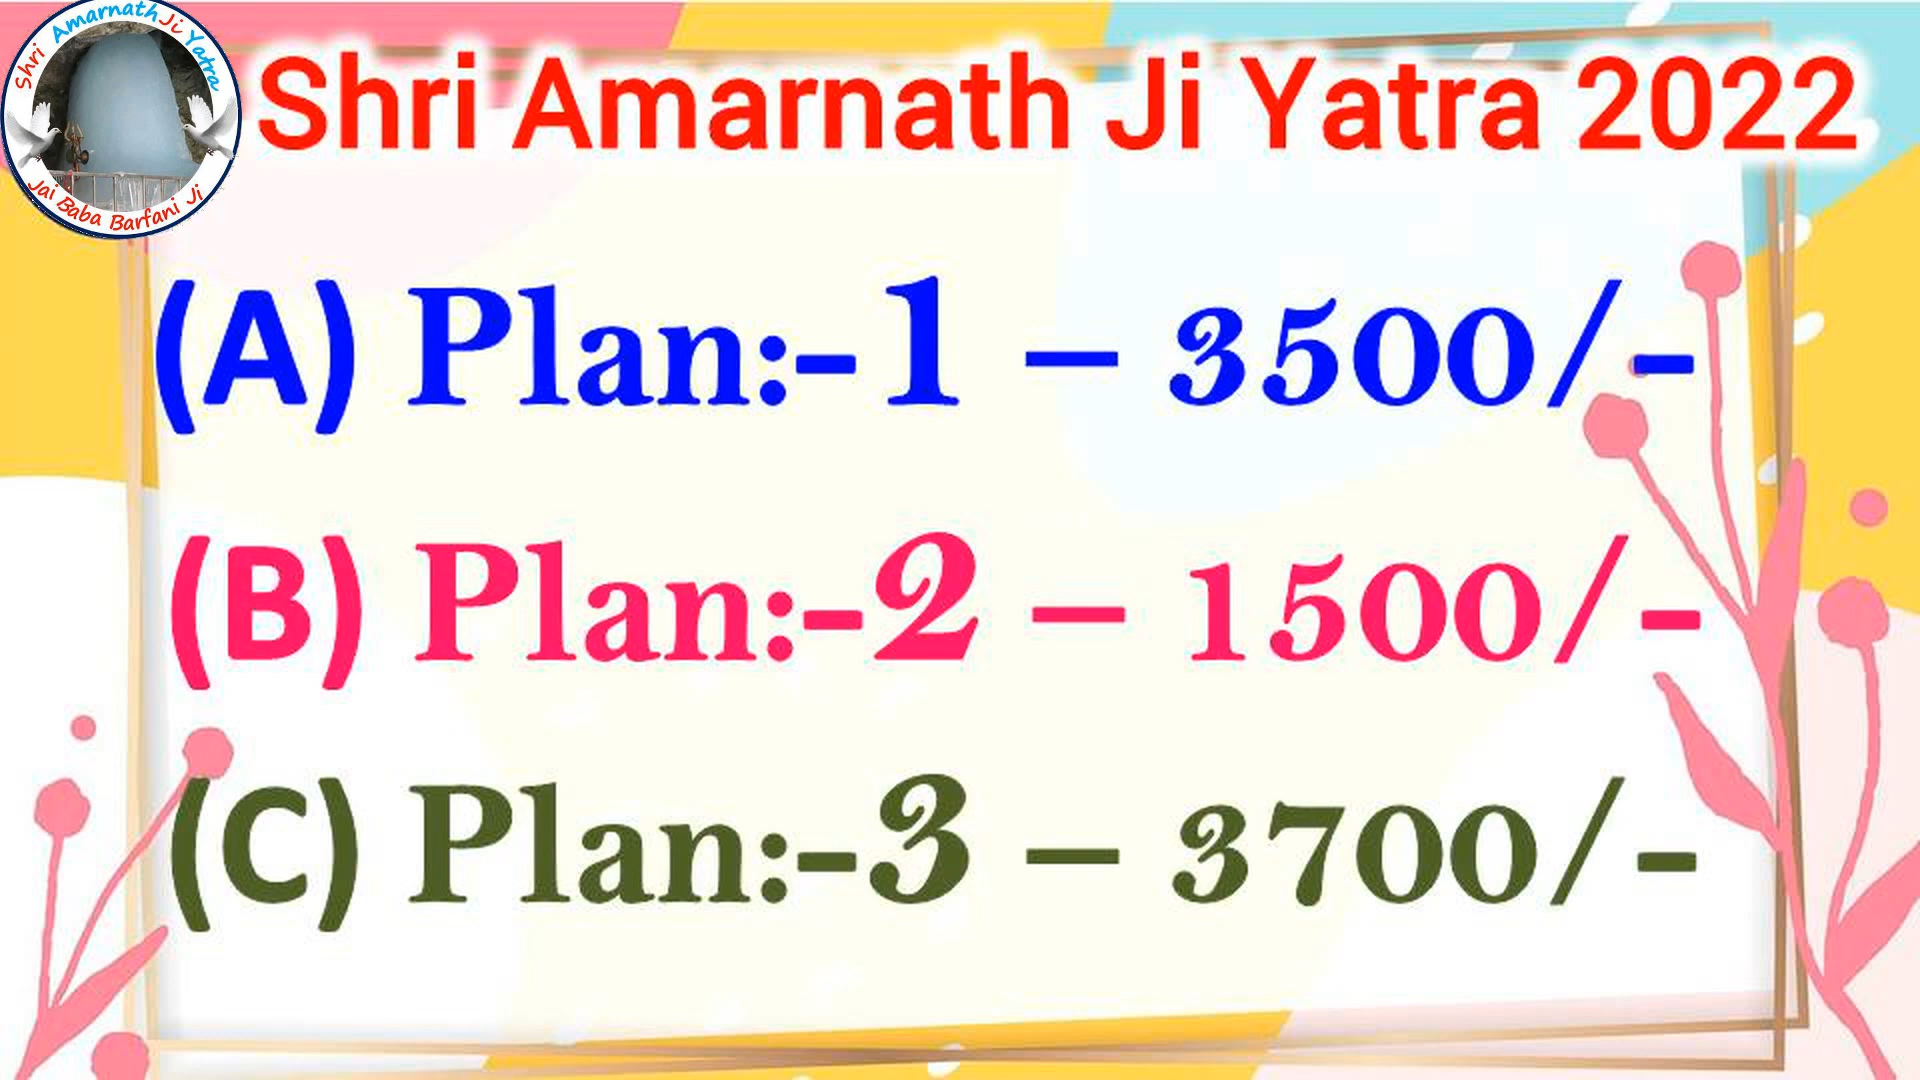 Shri Amarnath Ji Yatra
Jai Baba Barfani Ji
Shri Amarnath Ji Yatra 2022
(A) Plan:-1 – 3500/-
(B) Plan:-2 – 1500/-
(C) Plan:-3 – 3700/-